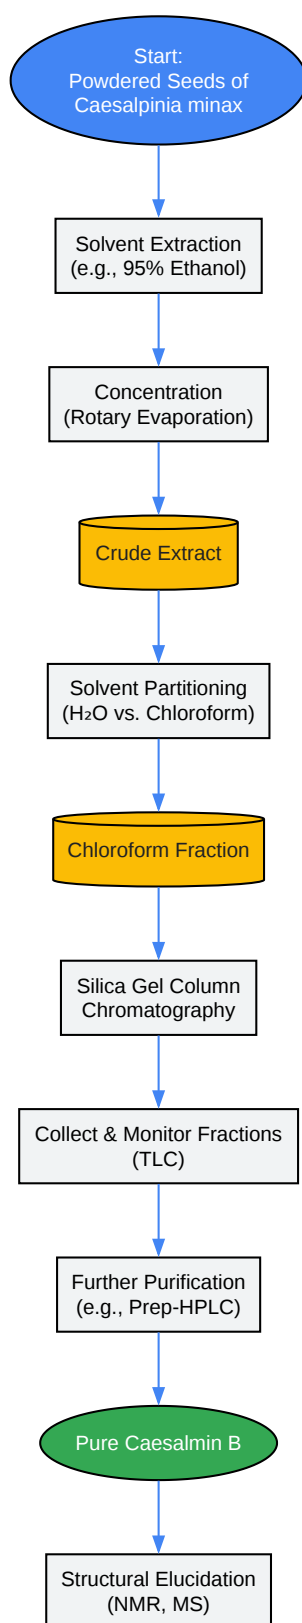 Start:
Powdered Seeds of
Caesalpinia minax
Solvent Extraction
(e.g., 95% Ethanol)
Concentration
(Rotary Evaporation)
Crude Extract
Solvent Partitioning
(H₂O vs. Chloroform)
Chloroform Fraction
Silica Gel Column
Chromatography
Collect & Monitor Fractions
(TLC)
Further Purification
(e.g., Prep-HPLC)
Pure Caesalmin B
Structural Elucidation
(NMR, MS)